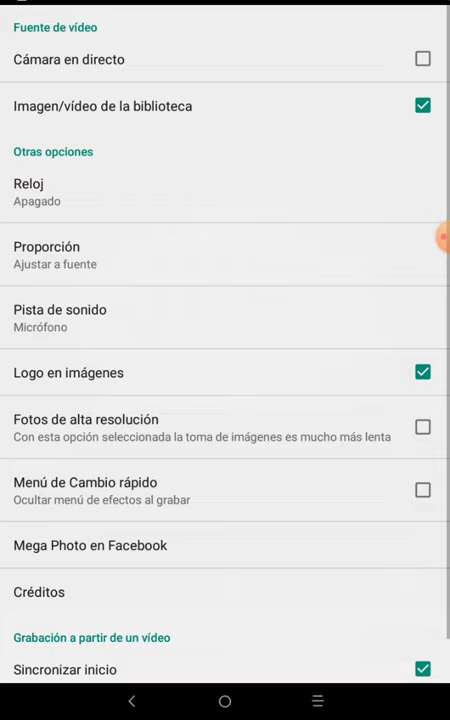 Fuente de vídeo
Cámara en directo
Imagen/vídeo de la biblioteca
Otras opciones
Reloj
Apagado
Proporción
Ajustar a fuente
Pista de sonido
Micrófono
Logo en imágenes
Fotos de alta resolución
Con esta opción seleccionada la toma de imágenes es mucho más lenta
Menú de Cambio rápido
Ocultar menú de efectos al grabar
Mega Photo en Facebook
Créditos
Grabación a partir de un vídeo
Sincronizar inicio